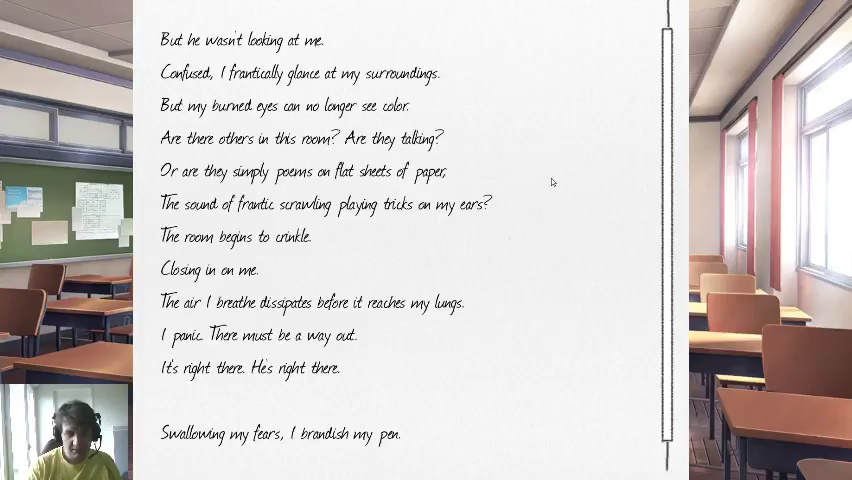 But he wasn't looking at me.
Confused, I frantically glance at my surroundings.
But my burned eyes can no longer see color.
Are there others in this room? Are they talking?
Or are they simply poems on flat sheets of paper,
The sound of frantic scrawling playing tricks on my ears?
The room begins to crinkle.
Closing in on me.
The air I breathe dissipates before it reaches my lungs.
I panic. There must be a way out.
It's right there. He's right there.
Swallowing my fears, I brandish my pen.